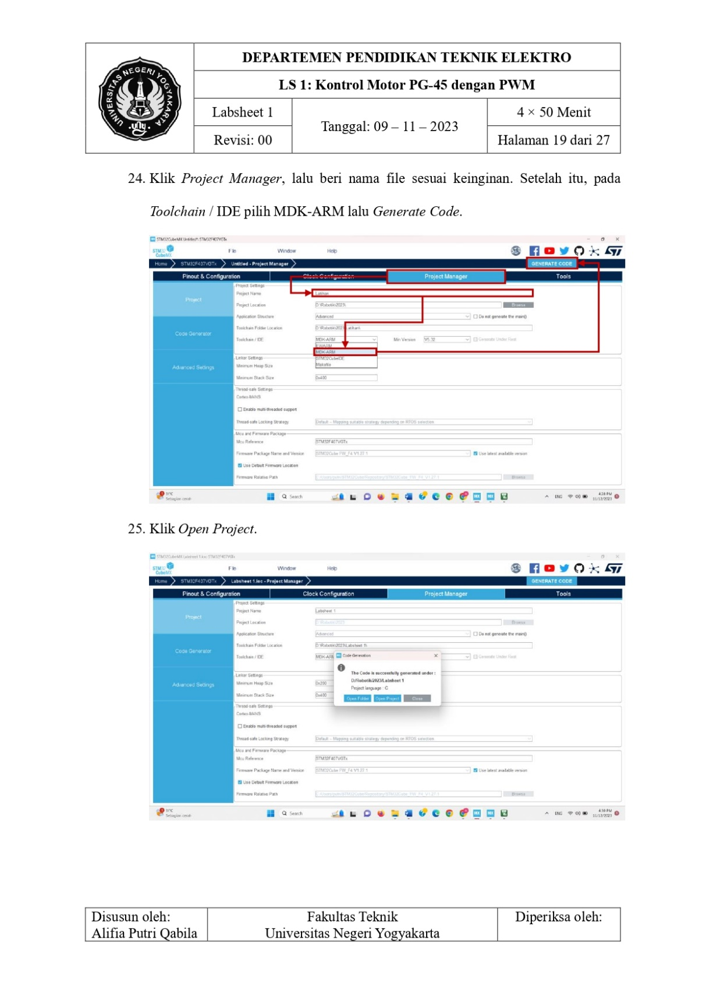 UNIVERSITAS NEGERI YOGYAKARTA
uny
DEPARTEMEN PENDIDIKAN TEKNIK ELEKTRO
LS 1: Kontrol Motor PG-45 dengan PWM
Labsheet 1
Tanggal: 09 – 11 – 2023
4 × 50 Menit
Revisi: 00
Halaman 19 dari 27
24. Klik Project Manager, lalu beri nama file sesuai keinginan. Setelah itu, pada
Toolchain / IDE pilih MDK-ARM lalu Generate Code.
STM32CubeMX Untitled*: STM32F407VGTx
STM32 CubeMX
File Window Help
Home STM32F407VGTx Untitled - Project Manager GENERATE CODE
Pinout & Configuration Clock Configuration Project Manager Tools
Project
Code Generator
Advanced Settings
Project Settings
Project Name Latihan
Project Location D:\Robotik\2023\ Browse
Application Structure Advanced Do not generate the main()
Toolchain Folder Location D:\Robotik\2023\Latihan\
Toolchain / IDE MDK-ARM Min Version V5.32 Generate Under Root
EWARM
MDK-ARM
STM32CubeIDE
Makefile
Linker Settings
Minimum Heap Size
Minimum Stack Size 0x400
Thread-safe Settings
Cortex-M4NS
Enable multi-threaded support
Thread-safe Locking Strategy Default – Mapping suitable strategy depending on RTOS selection.
Mcu and Firmware Package
Mcu Reference STM32F407VGTx
Firmware Package Name and Version STM32Cube FW_F4 V1.27.1 Use latest available version
Use Default Firmware Location
Firmware Relative Path Browse
31°C
Sebagian cerah
Search
ENG
4:28 PM
11/12/2023
25. Klik Open Project.
STM32CubeMX Labsheet 1.ioc: STM32F407VGTx
STM32 CubeMX
File Window Help
Home STM32F407VGTx Labsheet 1.ioc - Project Manager GENERATE CODE
Pinout & Configuration Clock Configuration Project Manager Tools
Project
Code Generator
Advanced Settings
Project Settings
Project Name Labsheet 1
Project Location D:\Robotik\2023 Browse
Application Structure Advanced Do not generate the main()
Toolchain Folder Location D:\Robotik\2023\Labsheet 1\
Toolchain / IDE MDK-ARM Generate Under Root
Code Generation
The Code is successfully generated under :
D:/Robotik/2023/Labsheet 1
Project language : C
Open Folder Open Project Close
Linker Settings
Minimum Heap Size 0x200
Minimum Stack Size 0x400
Thread-safe Settings
Cortex-M4NS
Enable multi-threaded support
Thread-safe Locking Strategy Default – Mapping suitable strategy depending on RTOS selection.
Mcu and Firmware Package
Mcu Reference STM32F407VGTx
Firmware Package Name and Version STM32Cube FW_F4 V1.27.1 Use latest available version
Use Default Firmware Location
Firmware Relative Path Browse
31°C
Sebagian cerah
Search
ENG
4:30 PM
11/12/2023
Disusun oleh:
Alifia Putri Qabila
Fakultas Teknik
Universitas Negeri Yogyakarta
Diperiksa oleh: